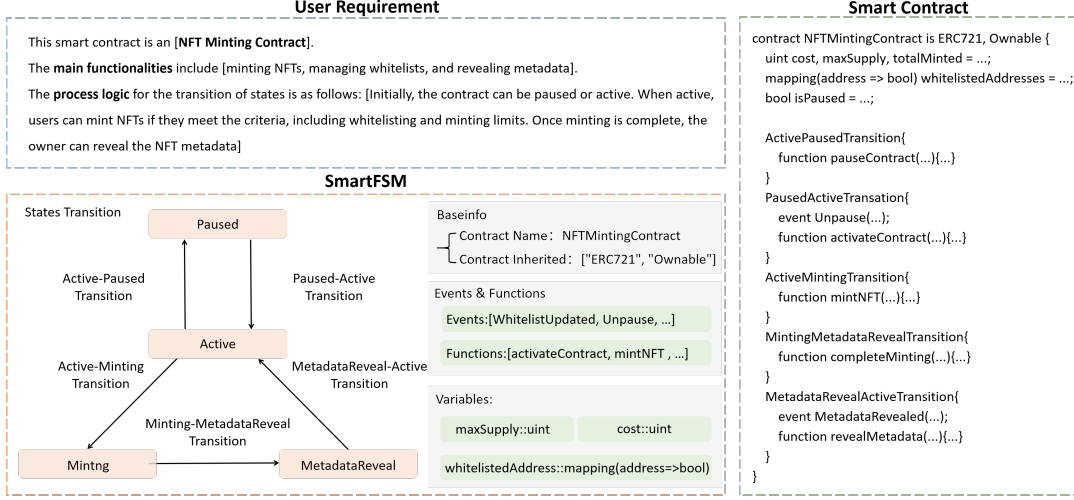 User Requirement
This smart contract is an [NFT Minting Contract].
The main functionalities include [minting NFTs, managing whitelists, and revealing metadata].
The process logic for the transition of states is as follows: [Initially, the contract can be paused or active. When active,
users can mint NFTs if they meet the criteria, including whitelisting and minting limits. Once minting is complete, the
owner can reveal the NFT metadata]
SmartFSM
States Transition
Paused
Active-Paused
Transition
Paused-Active
Transition
Active
Active-Minting
Transition
MetadataReveal-Active
Transition
Minting-MetadataReveal
Transition
Mintng
MetadataReveal
Baseinfo
Contract Name: NFTMintingContract
Contract Inherited: ["ERC721", "Ownable"]
Events & Functions
Events:[WhitelistUpdated, Unpause, ...]
Functions:[activateContract, mintNFT , ...]
Variables:
maxSupply::uint
cost::uint
whitelistedAddress::mapping(address=>bool)
Smart Contract
contract NFTMintingContract is ERC721, Ownable {
uint cost, maxSupply, totalMinted = ...;
mapping(address => bool) whitelistedAddresses = ...;
bool isPaused = ...;
ActivePausedTransition{
function pauseContract(...){...}
}
PausedActiveTransation{
event Unpause(...);
function activateContract(...){...}
}
ActiveMintingTransition{
function mintNFT(...){...}
}
MintingMetadataRevealTransition{
function completeMinting(...){...}
}
MetadataRevealActiveTransition{
event MetadataRevealed(...);
function revealMetadata(...){...}
}
}